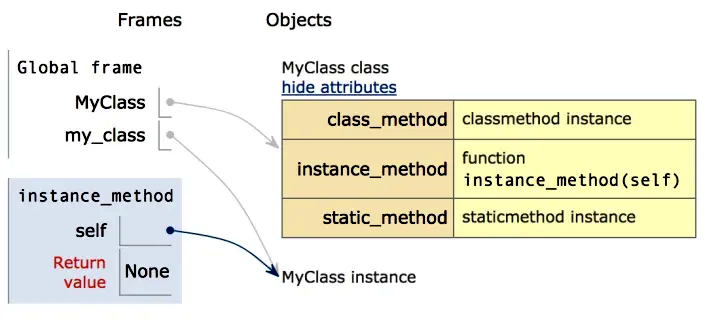 Frames
Objects
Global frame
MyClass
my_class
instance_method
self
Return
value
None
MyClass class
hide attributes
class_method
classmethod instance
instance_method
function
instance_method(self)
static_method
staticmethod instance
MyClass instance